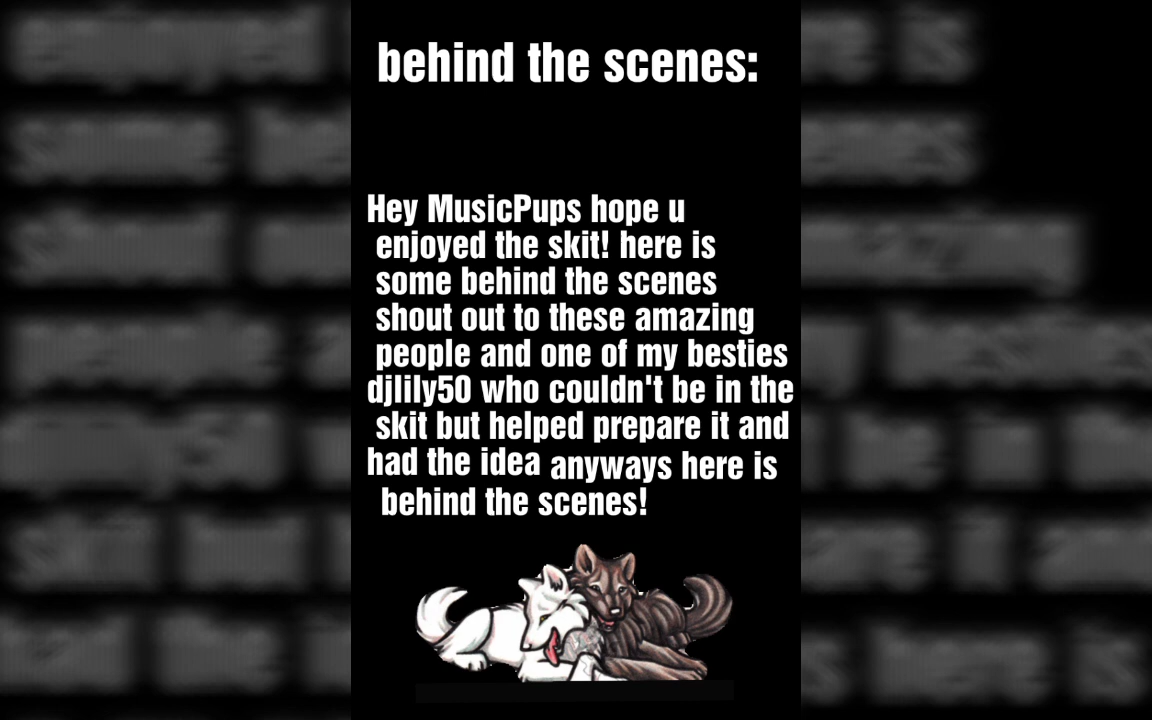 behind the scenes:
Hey MusicPups hope u
enjoyed the skit! here is
some behind the scenes
shout out to these amazing
people and one of my besties
djlily50 who couldn't be in the
skit but helped prepare it and
had the idea anyways here is
behind the scenes!